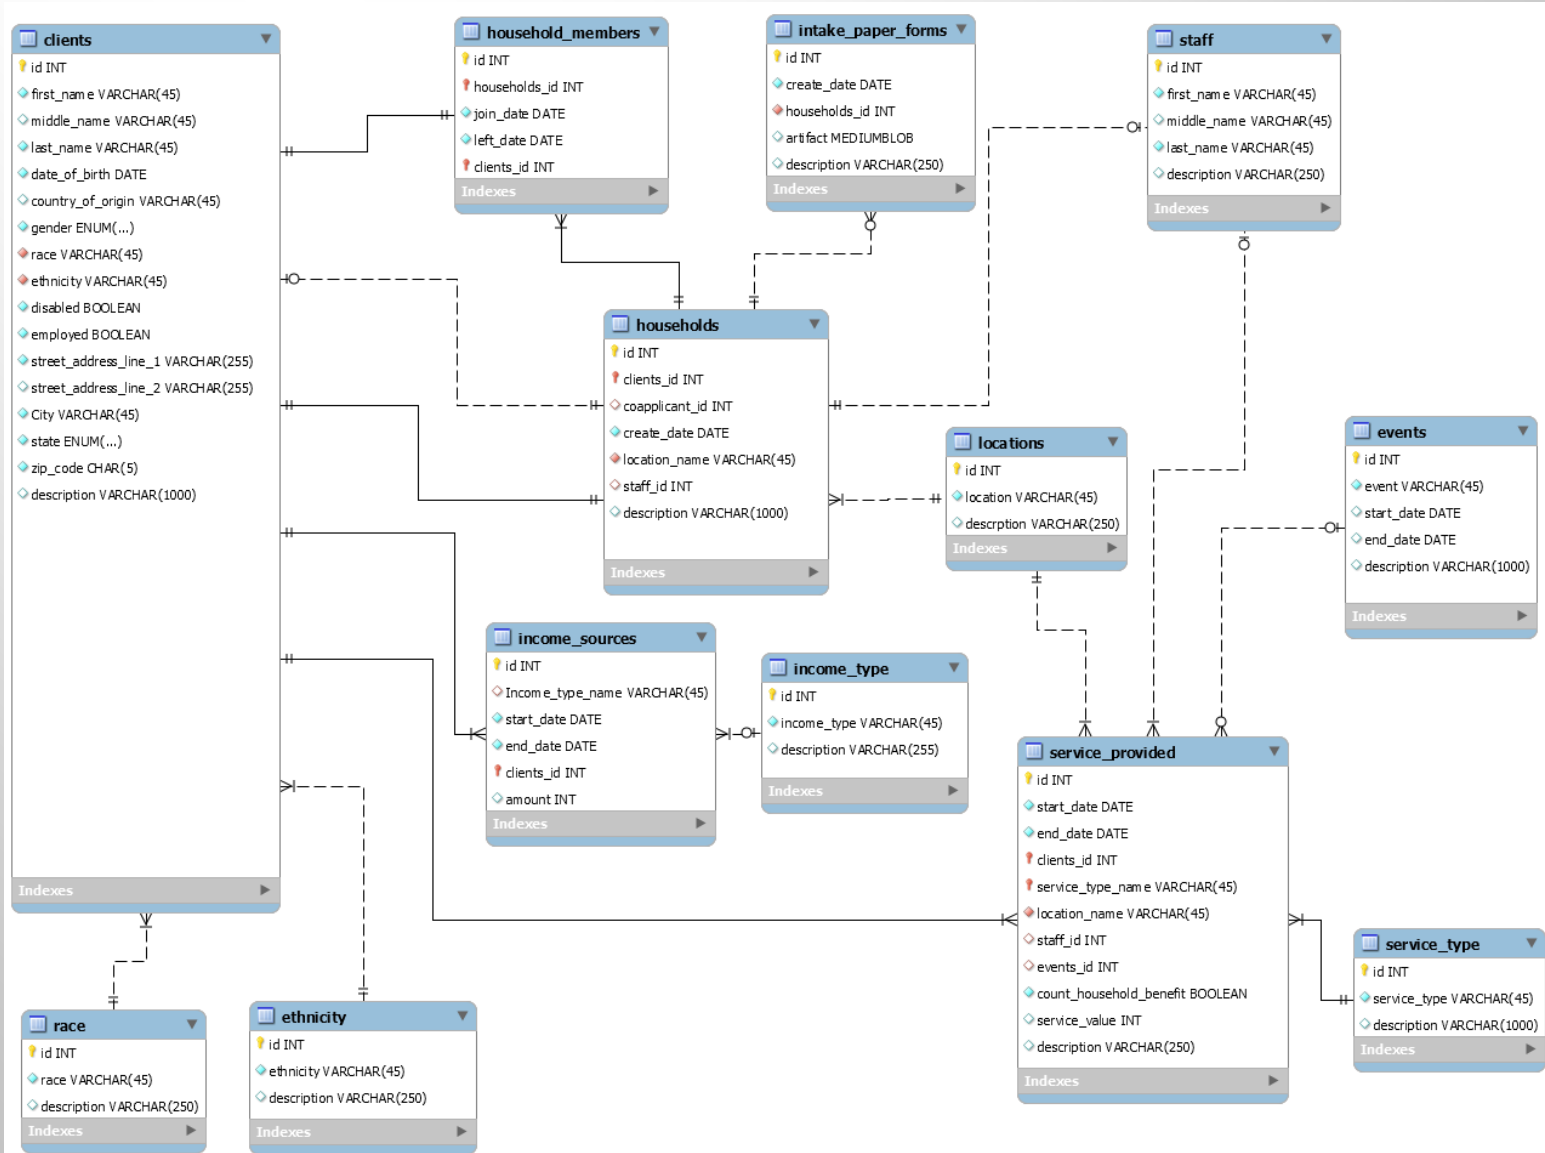 clients
id INT
first_name VARCHAR(45)
middle_name VARCHAR(45)
last_name VARCHAR(45)
date_of_birth DATE
country_of_origin VARCHAR(45)
gender ENUM(...)
race VARCHAR(45)
ethnicity VARCHAR(45)
disabled BOOLEAN
employed BOOLEAN
street_address_line_1 VARCHAR(255)
street_address_line_2 VARCHAR(255)
City VARCHAR(45)
state ENUM(...)
zip_code CHAR(5)
description VARCHAR(1000)
Indexes
household_members
id INT
households_id INT
join_date DATE
left_date DATE
clients_id INT
Indexes
intake_paper_forms
id INT
create_date DATE
households_id INT
artifact MEDIUMBLOB
description VARCHAR(250)
Indexes
staff
id INT
first_name VARCHAR(45)
middle_name VARCHAR(45)
last_name VARCHAR(45)
description VARCHAR(250)
Indexes
households
id INT
clients_id INT
coapplicant_id INT
create_date DATE
location_name VARCHAR(45)
staff_id INT
description VARCHAR(1000)
Indexes
locations
id INT
location VARCHAR(45)
descrption VARCHAR(250)
Indexes
events
id INT
event VARCHAR(45)
start_date DATE
end_date DATE
description VARCHAR(1000)
Indexes
income_sources
id INT
Income_type_name VARCHAR(45)
start_date DATE
end_date DATE
clients_id INT
amount INT
Indexes
income_type
id INT
income_type VARCHAR(45)
description VARCHAR(255)
Indexes
service_provided
id INT
start_date DATE
end_date DATE
clients_id INT
service_type_name VARCHAR(45)
location_name VARCHAR(45)
staff_id INT
events_id INT
count_household_benefit BOOLEAN
service_value INT
description VARCHAR(250)
Indexes
service_type
id INT
service_type VARCHAR(45)
description VARCHAR(1000)
Indexes
race
id INT
race VARCHAR(45)
description VARCHAR(250)
Indexes
ethnicity
id INT
ethnicity VARCHAR(45)
description VARCHAR(250)
Indexes